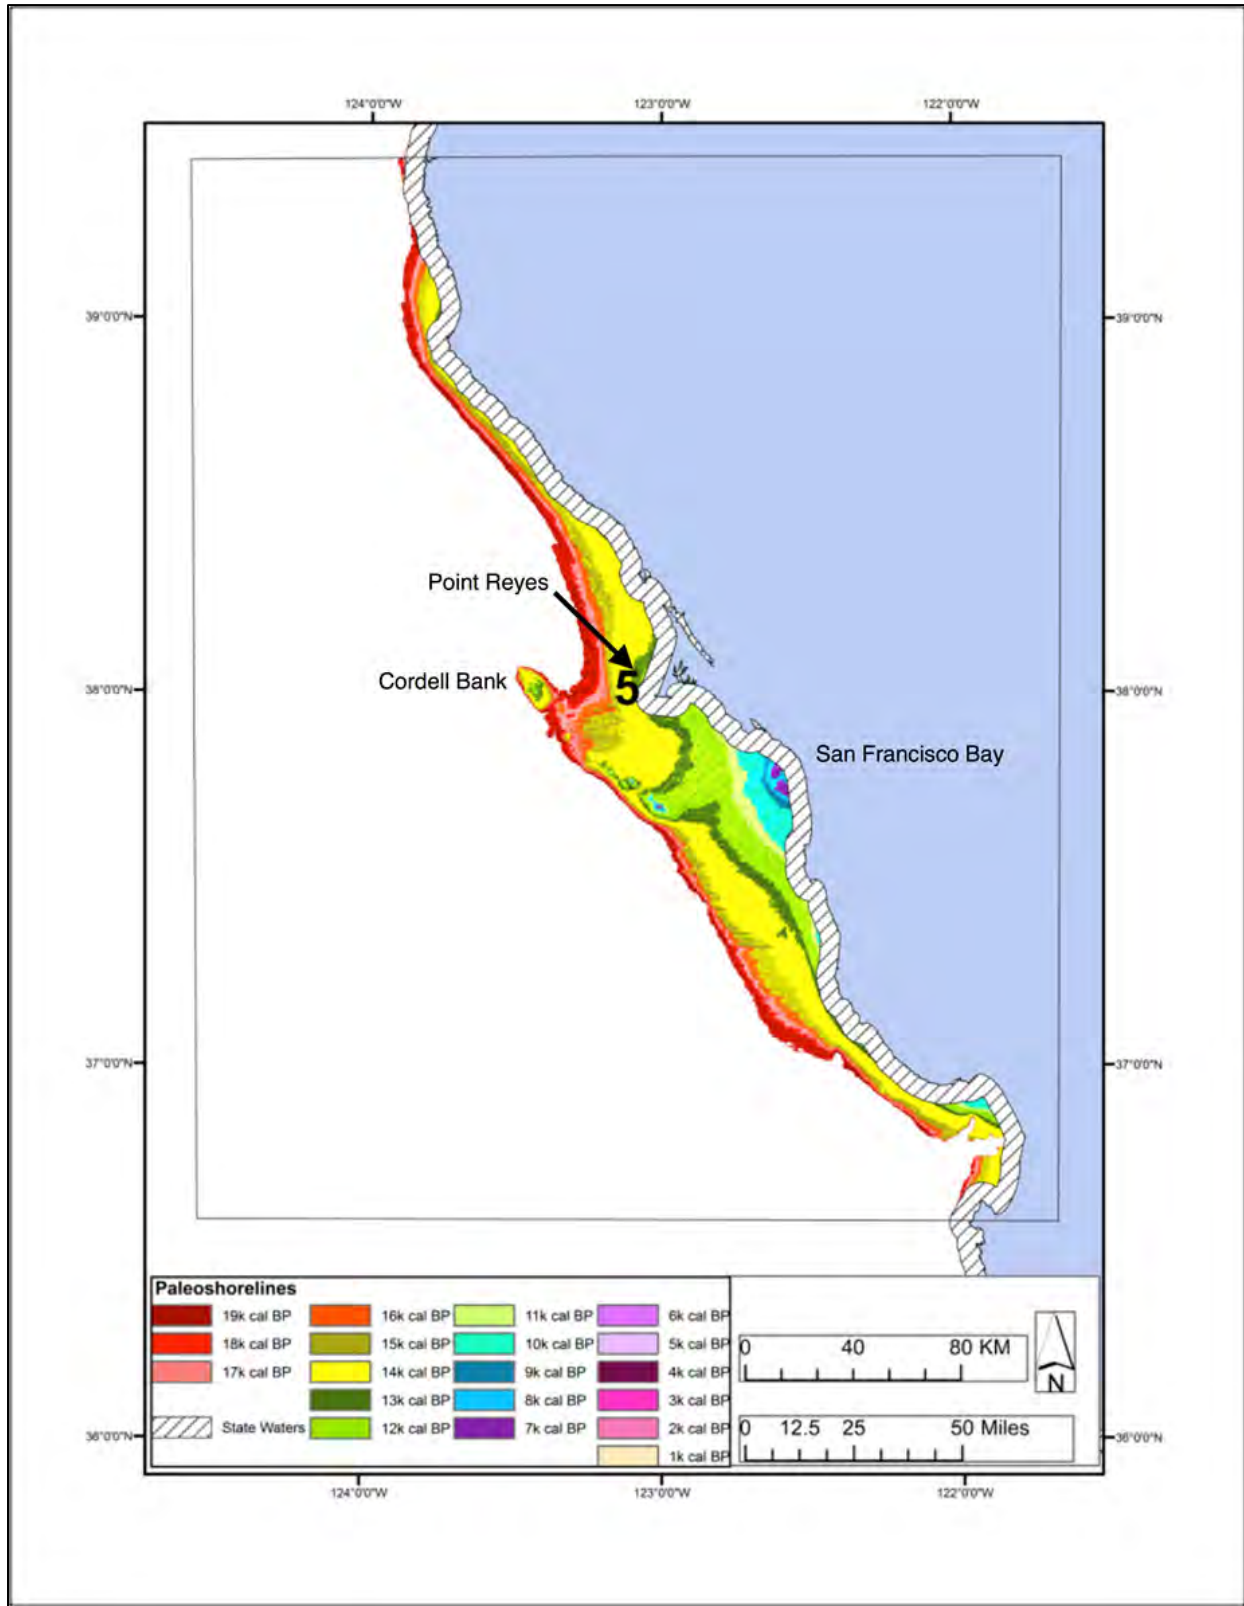 124°0'0"W 123°0'0"W 122°0'0"W
39°0'0"N 39°0'0"N
Point Reyes
Cordell Bank
38°0'0"N 5 38°0'0"N
San Francisco Bay
37°0'0"N 37°0'0"N
Paleoshorelines
19k cal BP 16k cal BP 11k cal BP 6k cal BP
18k cal BP 15k cal BP 10k cal BP 5k cal BP
17k cal BP 14k cal BP 9k cal BP 4k cal BP
13k cal BP 8k cal BP 3k cal BP
State Waters 12k cal BP 7k cal BP 2k cal BP
1k cal BP
0 40 80 KM
N
0 12.5 25 50 Miles
36°0'0"N 36°0'0"N
124°0'0"W 123°0'0"W 122°0'0"W